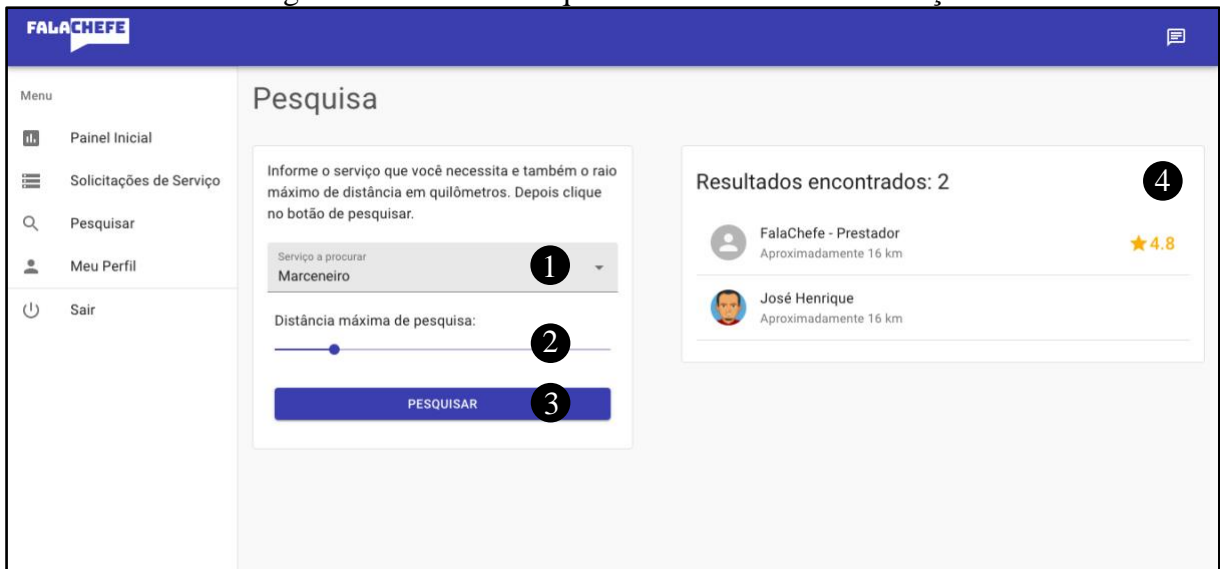 FALACHEFE
Menu
Painel Inicial
Solicitações de Serviço
Pesquisar
Meu Perfil
Sair
Pesquisa
Informe o serviço que você necessita e também o raio
máximo de distância em quilômetros. Depois clique
no botão de pesquisar.
Serviço a procurar
Marceneiro
1
Distância máxima de pesquisa:
2
PESQUISAR
3
Resultados encontrados: 2
4
FalaChefe - Prestador
Aproximadamente 16 km
4.8
José Henrique
Aproximadamente 16 km